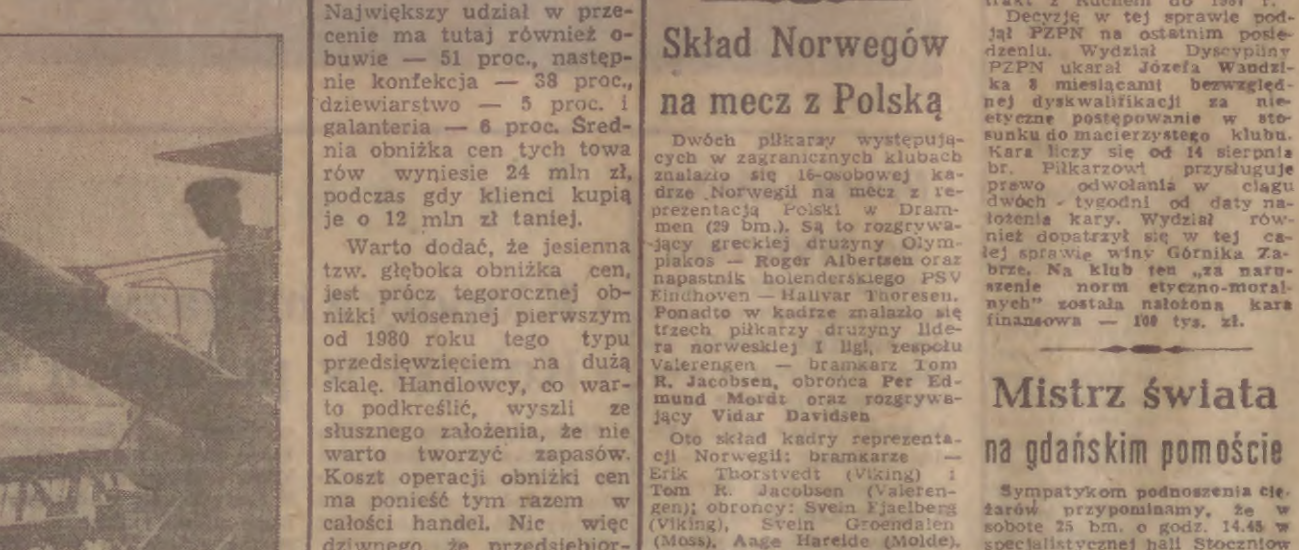 Największy udział w prze-
cenie ma tutaj również o-
buwie — 51 proc., następ-
nie konfekcja — 38 proc.,
dziewiarstwo — 5 proc. i
galanteria — 6 proc. Śred-
nia obniżka cen tych towa
rów wyniesie 24 mln zł,
podczas gdy klienci kupią
je o 12 mln zł taniej.
Warto dodać, że jesienna
tzw. głęboka obniżka cen,
jest prócz tegorocznej ob-
niżki wiosennej pierwszym
od 1980 roku tego typu
przedsięwzięciem na dużą
skalę. Handlowcy, co war-
to podkreślić, wyszli ze
słusznego założenia, że nie
warto tworzyć zapasów.
Koszt operacji obniżki cen
ma ponieść tym razem w
całości handel. Nic więc
dziwnego że przedsiębior-
Skład Norwegów
na mecz z Polską
Dwóch piłkarzy występują-
cych w zagranicznych klubach
znalazło się 16-osobowej ka-
drze Norwegii na mecz z re-
prezentacją Polski w Dram-
men (29 bm.). Są to rozgrywa-
jący greckiej drużyny Olym-
piakos — Roger Albertsen oraz
napastnik holenderskiego PSV
Eindhoven — Hallvar Thoresen.
Ponadto w kadrze znalazło się
trzech piłkarzy drużyny lide-
ra norweskiej I ligi, zespołu
Valerengen — bramkarz Tom
R. Jacobsen, obrońca Per Ed-
mund Mordt oraz rozgrywa-
jący Vidar Davidsen
Oto skład kadry reprezenta-
cji Norwegii: bramkarze —
Erik Thorstvedt (Viking) i
Tom R. Jacobsen (Valeren-
gen); obrońcy: Svein Fjaelberg
(Viking), Svein Groendalen
(Moss), Aage Hareide (Molde),
trakt z Ruchem do 1987 r.
Decyzję w tej sprawie pod-
jął PZPN na ostatnim posie-
dzeniu. Wydział Dyscypliny
PZPN ukarał Józefa Wandzi-
ka 8 miesiącami bezwzględ-
nej dyskwalifikacji za nie-
etyczne postępowanie w sto-
sunku do macierzystego klubu.
Kara liczy się od 14 sierpnia
br. Piłkarzowi przysługuje
prawo odwołania w ciągu
dwóch tygodni od daty na-
łożenia kary. Wydział rów-
nież dopatrzył się w tej ca-
łej sprawie winy Górnika Za-
brze. Na klub ten „za naru-
szenie norm etyczno-moral-
nych” została nałożona kara
finansowa — 100 tys. zł.
Mistrz świata
na gdańskim pomoście
Sympatykom podnoszenia cię-
żarów przypominamy, że w
sobotę 25 bm. o godz. 14.45 w
specjalistycznej hali Stoczniow